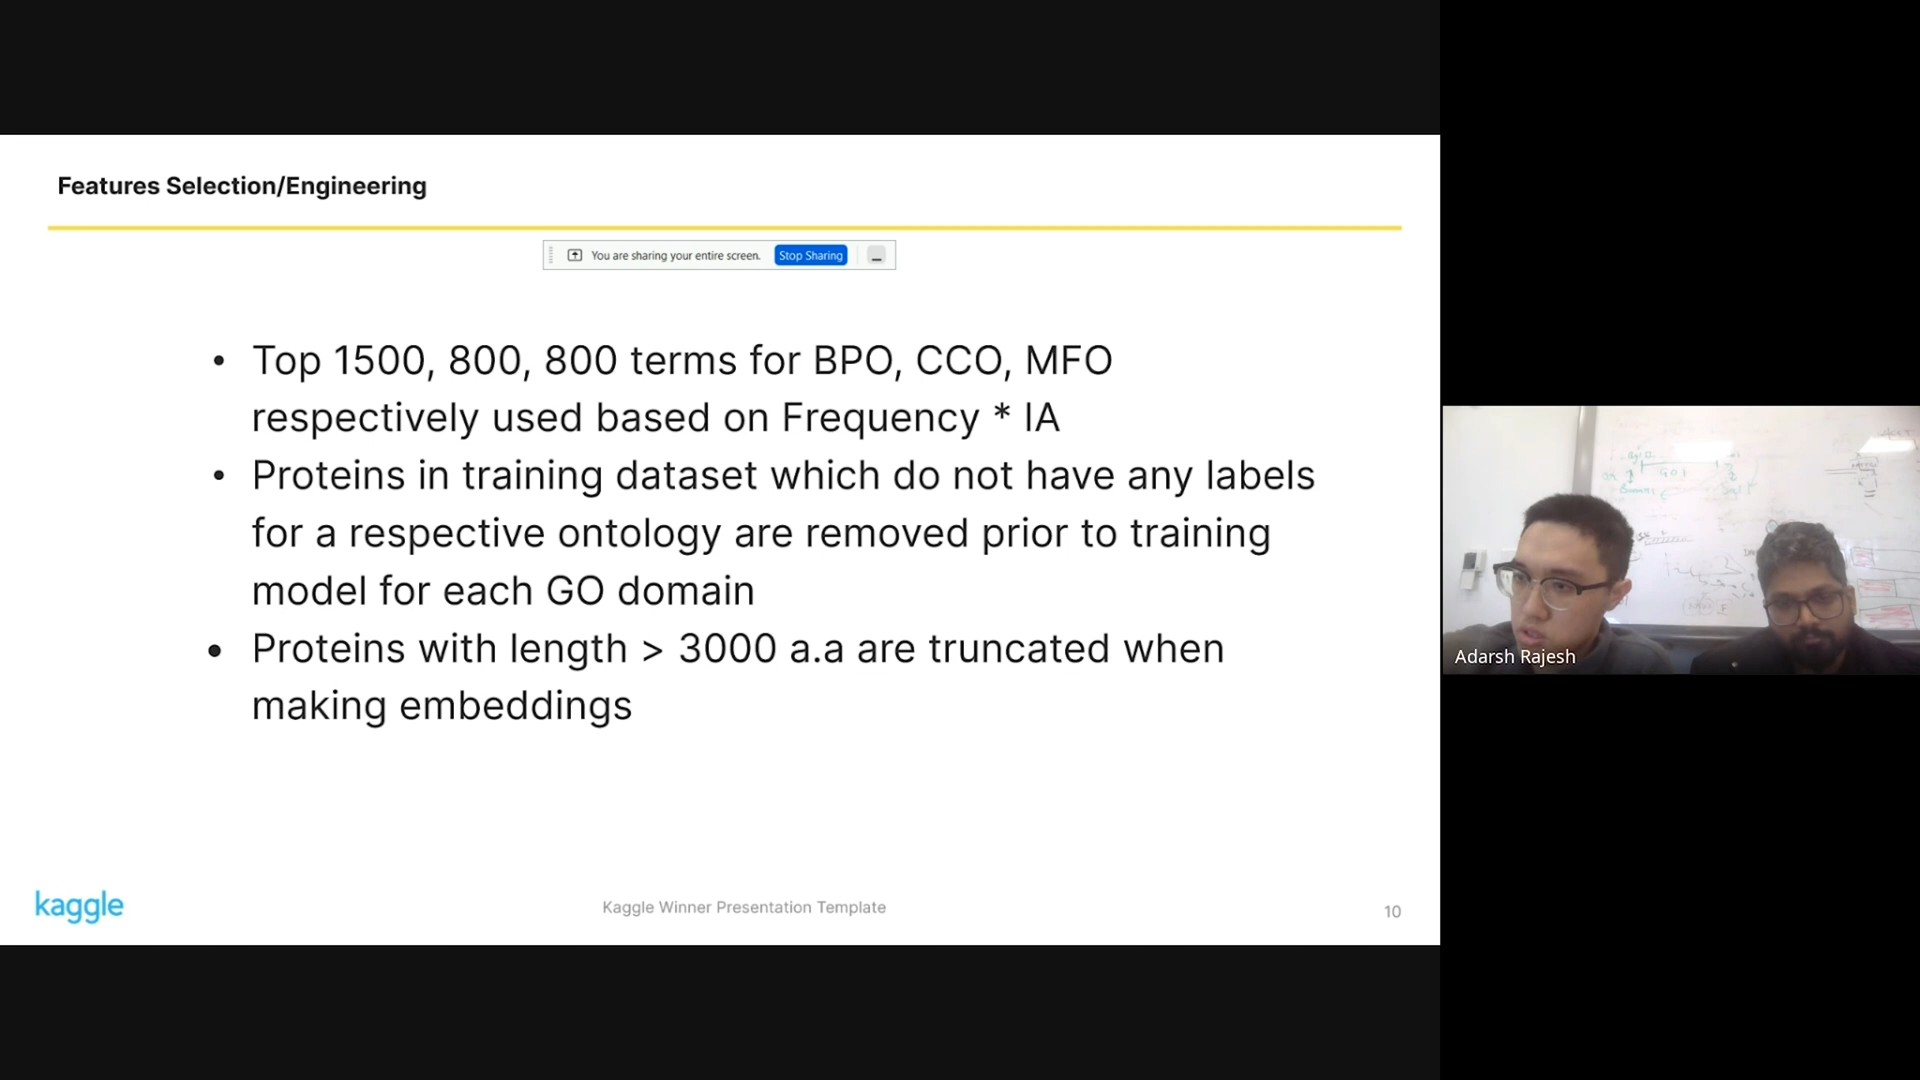 Features Selection/Engineering
You are sharing your entire screen. Stop Sharing
• Top 1500, 800, 800 terms for BPO, CCO, MFO
respectively used based on Frequency * IA
• Proteins in training dataset which do not have any labels
for a respective ontology are removed prior to training
model for each GO domain
• Proteins with length > 3000 a.a are truncated when
making embeddings
kaggle
Kaggle Winner Presentation Template
10
Adarsh Rajesh